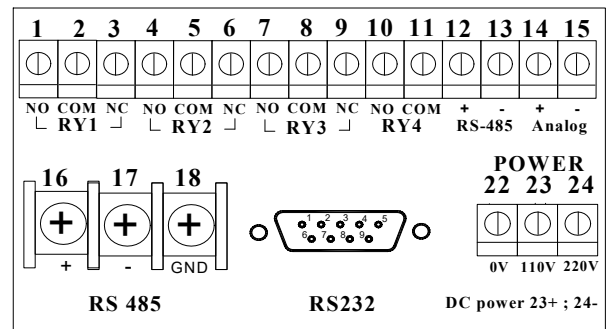 1 2 3 4 5 6 7 8 9 10 11 12 13 14 15
NO COM NC NO COM NC NO COM NC NO COM + - + -
RY1 RY2 RY3 RY4 RS-485 Analog
POWER
16 17 18 22 23 24
1 2 3 4 5
6 7 8 9
+ - GND 0V 110V 220V
RS 485 RS232 DC power 23+ ; 24-